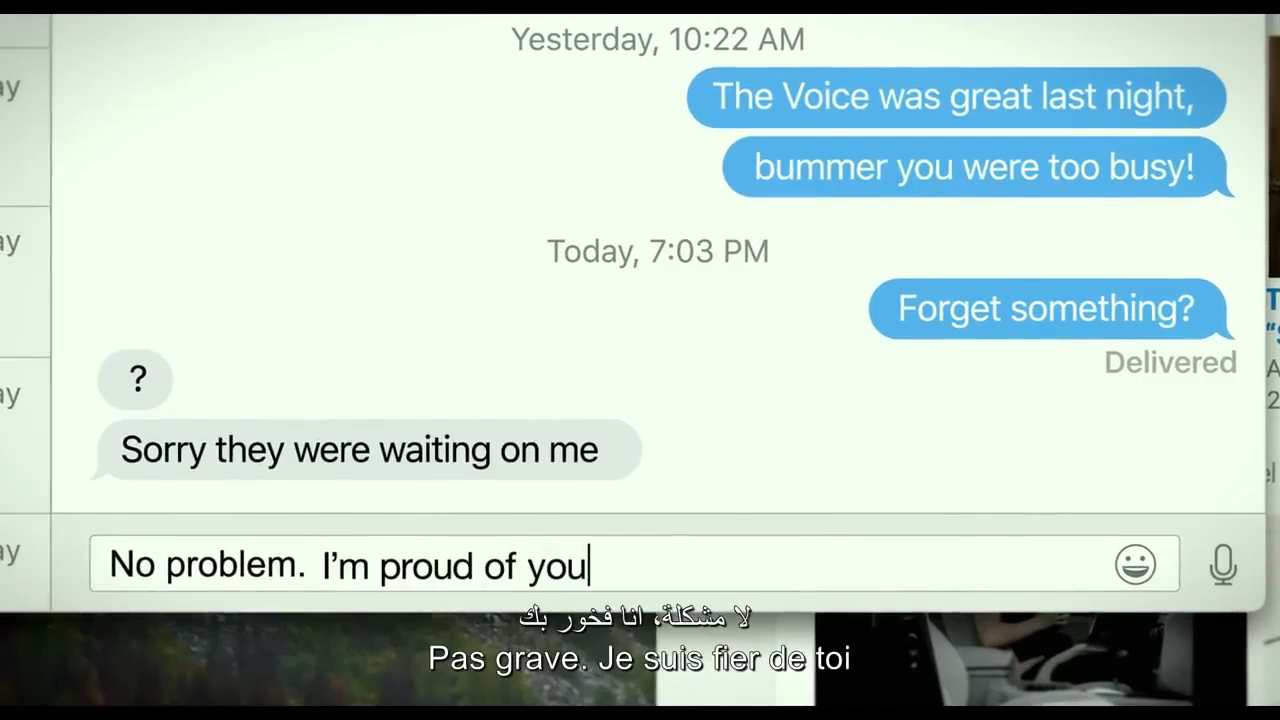 Yesterday, 10:22 AM
The Voice was great last night,
bummer you were too busy!
Today, 7:03 PM
Forget something?
Delivered
?
Sorry they were waiting on me
No problem. I'm proud of you
لا مشكلة، انا فخور بك
Pas grave. Je suis fier de toi